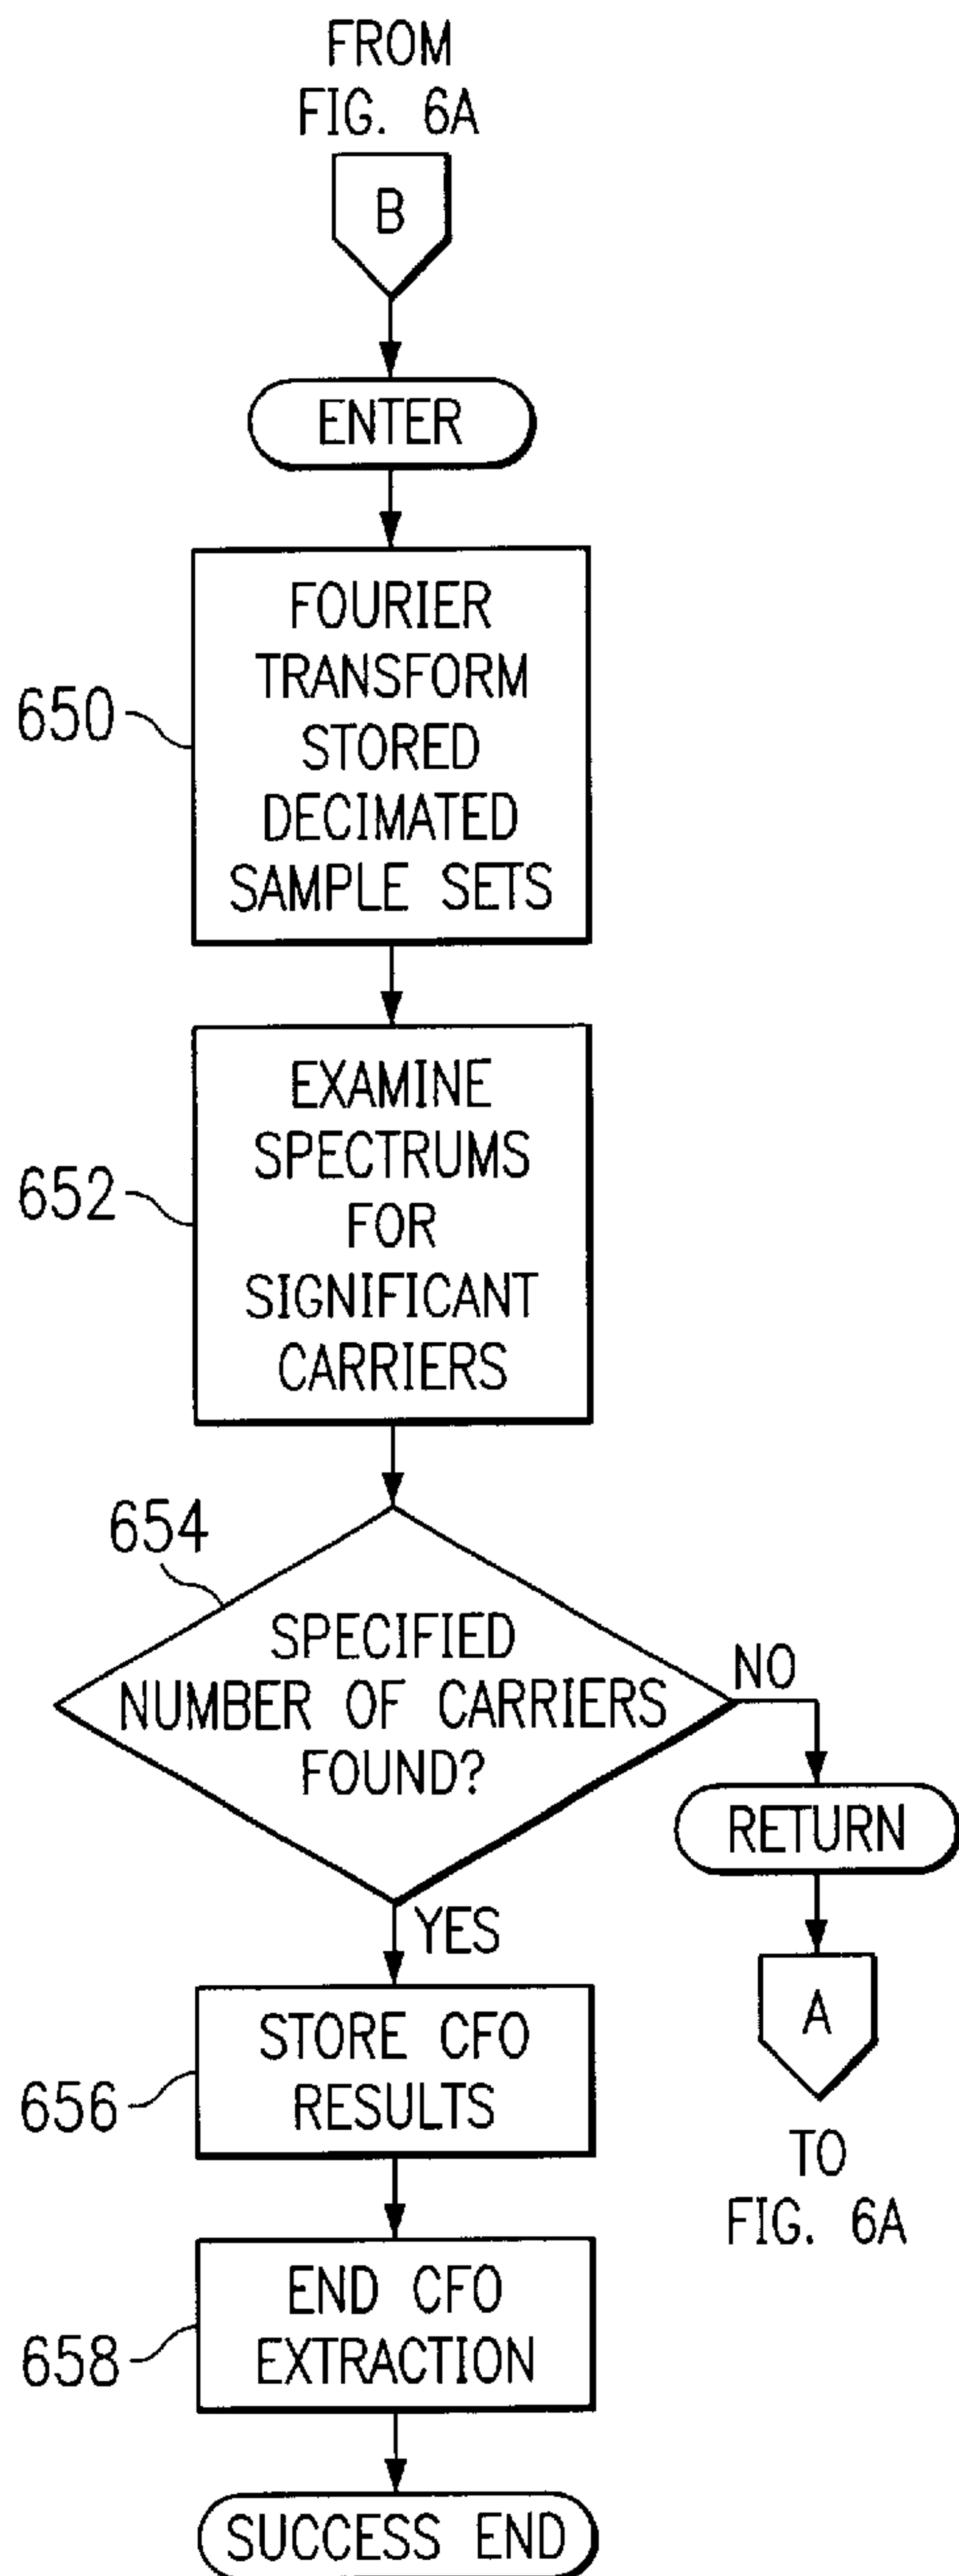 FROM
FIG. 6A
B
ENTER
650
FOURIER
TRANSFORM
STORED
DECIMATED
SAMPLE SETS
652
EXAMINE
SPECTRUMS
FOR
SIGNIFICANT
CARRIERS
654
SPECIFIED
NUMBER OF CARRIERS
FOUND?
NO
RETURN
A
TO
FIG. 6A
YES
656
STORE CFO
RESULTS
658
END CFO
EXTRACTION
SUCCESS END